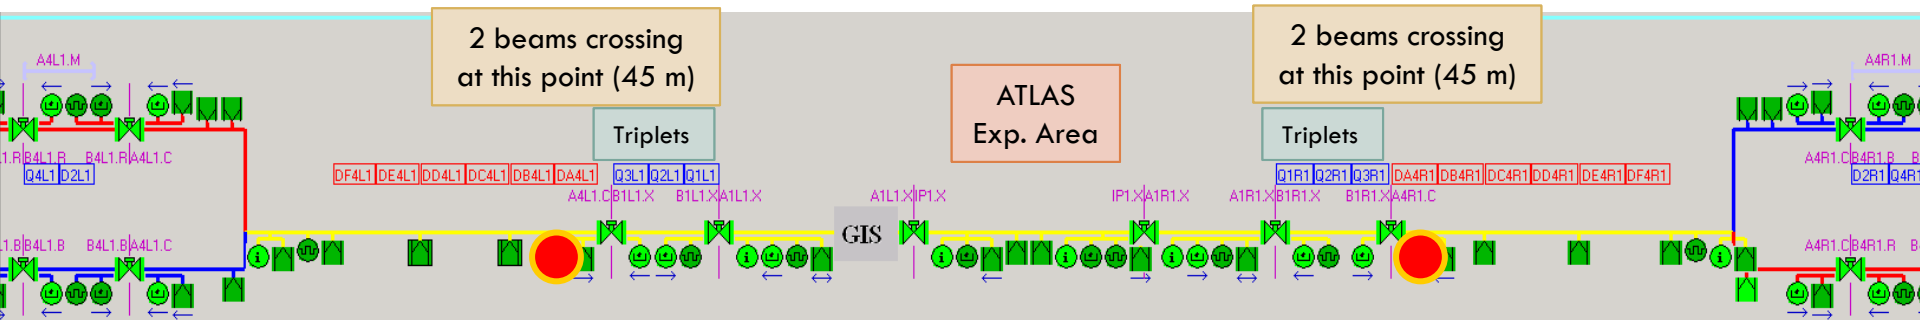 2 beams crossing
at this point (45 m)
2 beams crossing
at this point (45 m)
ATLAS
Exp. Area
Triplets
Triplets
A4L1.M
A4R1.M
B4L1.R B4L1.R A4L1.C
A4R1.C B4R1.B
Q4L1 D2L1
DF4L1 DE4L1 DD4L1 DC4L1 DB4L1 DA4L1
Q3L1 Q2L1 Q1L1
Q1R1 Q2R1 Q3R1
DA4R1 DB4R1 DC4R1 DD4R1 DE4R1 DF4R1
D2R1 Q4R1
A4L1.C B1L1.X B1L1.X A1L1.X A1L1.X IP1.X IP1.X A1R1.X A1R1.X B1R1.X B1R1.X A4R1.C
GIS
B4L1.B B4L1.B A4L1.C
A4R1.C B4R1.R